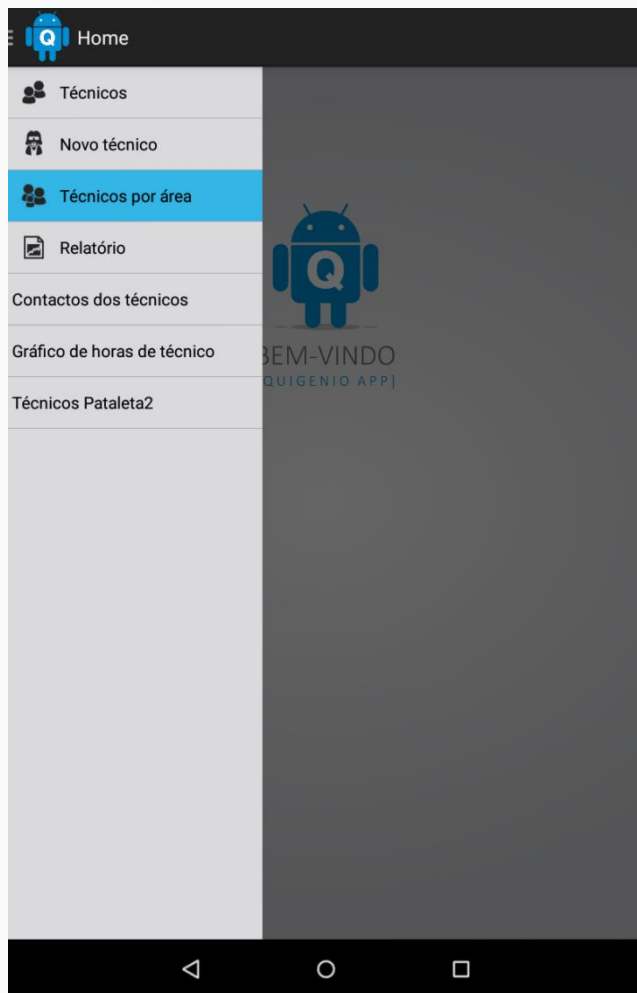 Q Home
Técnicos
Novo técnico
Técnicos por área
Relatório
Contactos dos técnicos
Gráfico de horas de técnico
Técnicos Pataleta2
Q
BEM-VINDO
QUIGENIO APP]